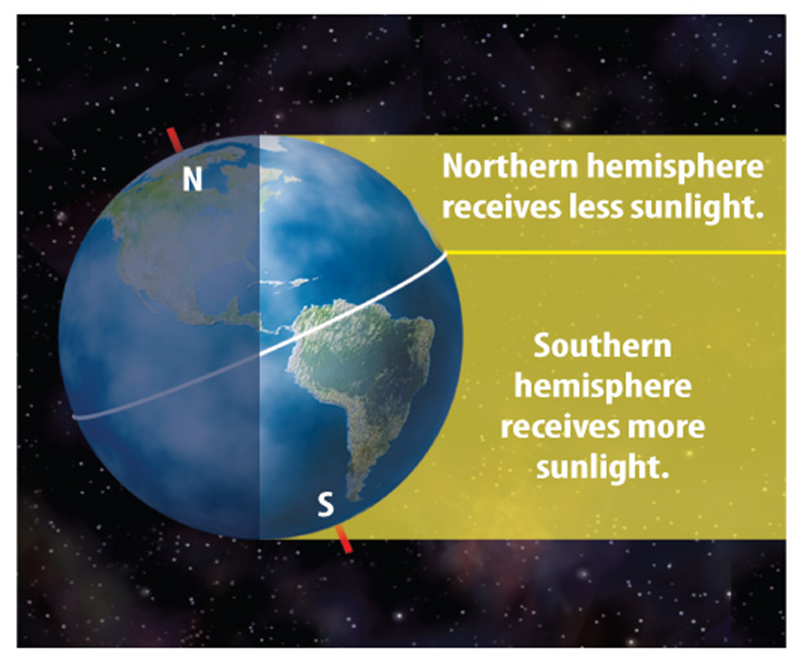 N
Northern hemisphere
receives less sunlight.
Southern
hemisphere
receives more
sunlight.
S